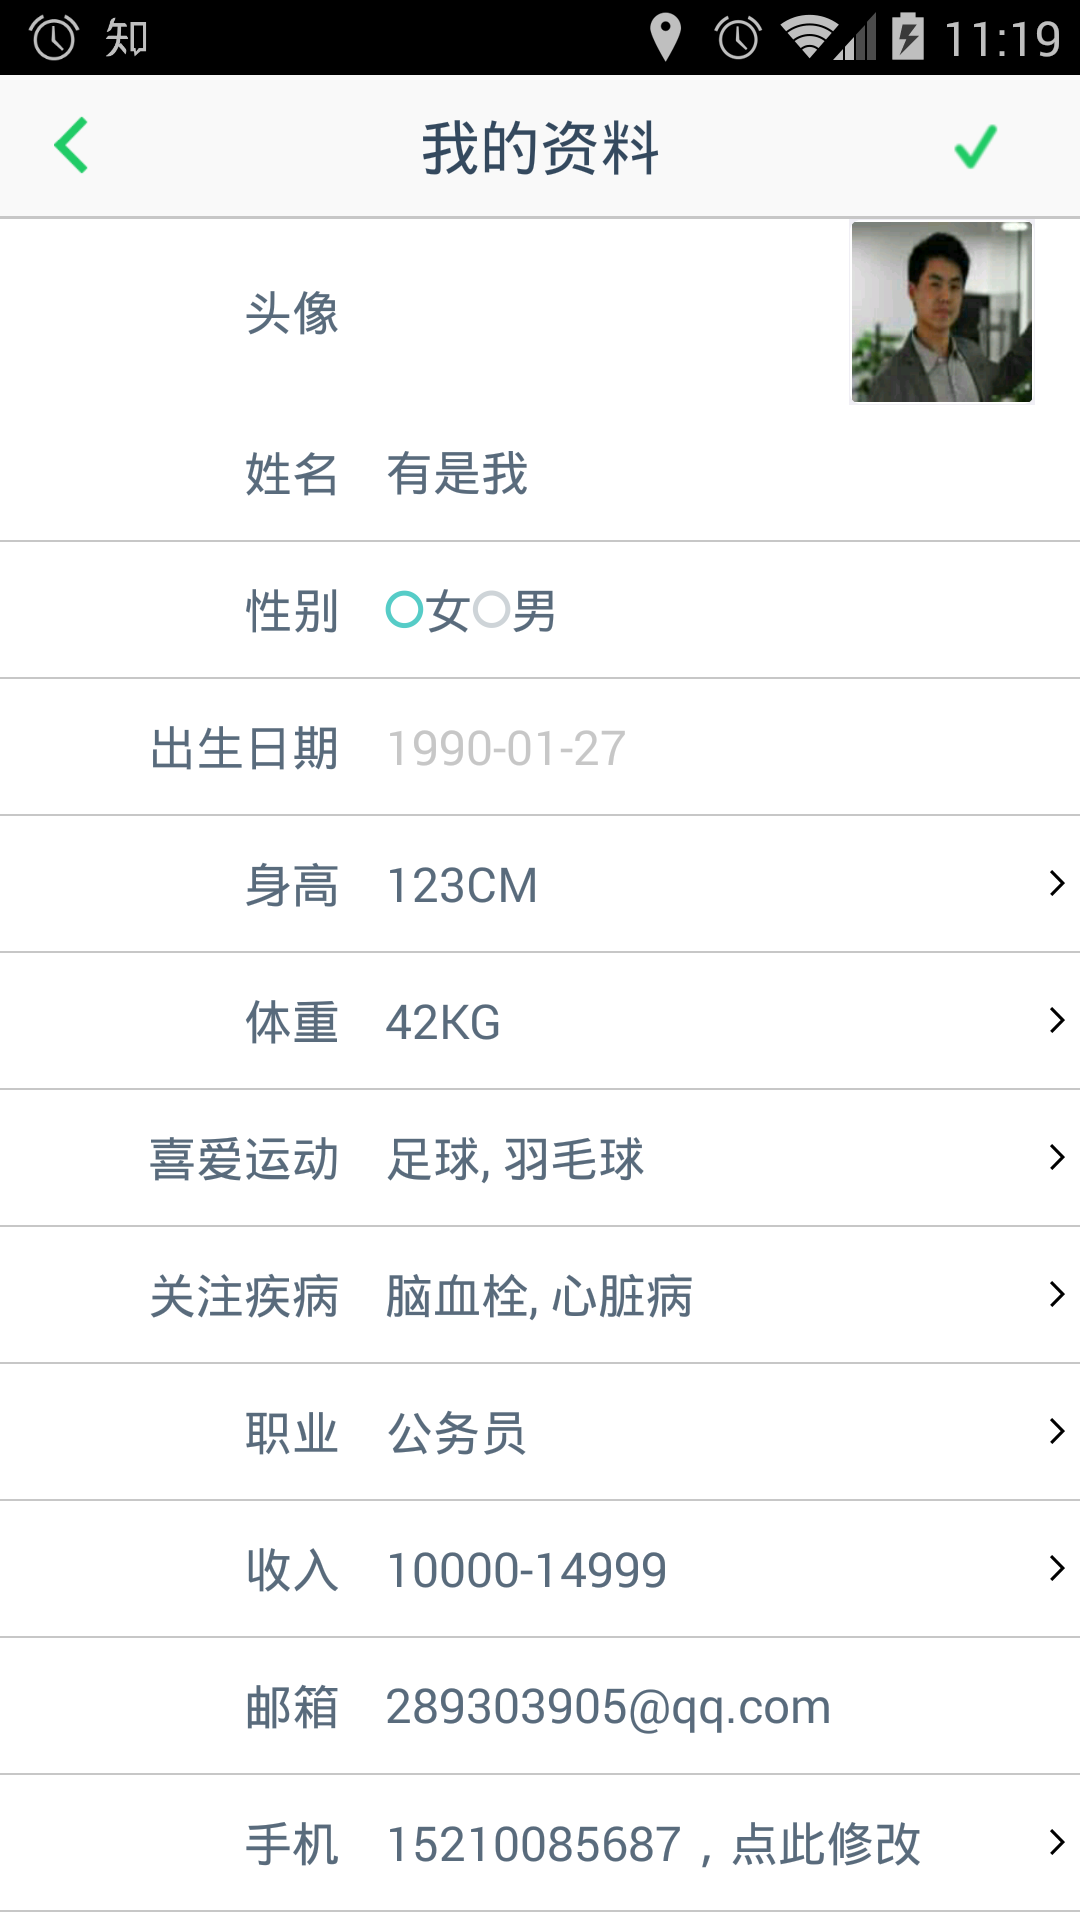 知 11:19
我的资料
头像
姓名 有是我
性别 女 男
出生日期 1990-01-27
身高 123CM
体重 42KG
喜爱运动 足球, 羽毛球
关注疾病 脑血栓, 心脏病
职业 公务员
收入 10000-14999
邮箱 289303905@qq.com
手机 15210085687，点此修改